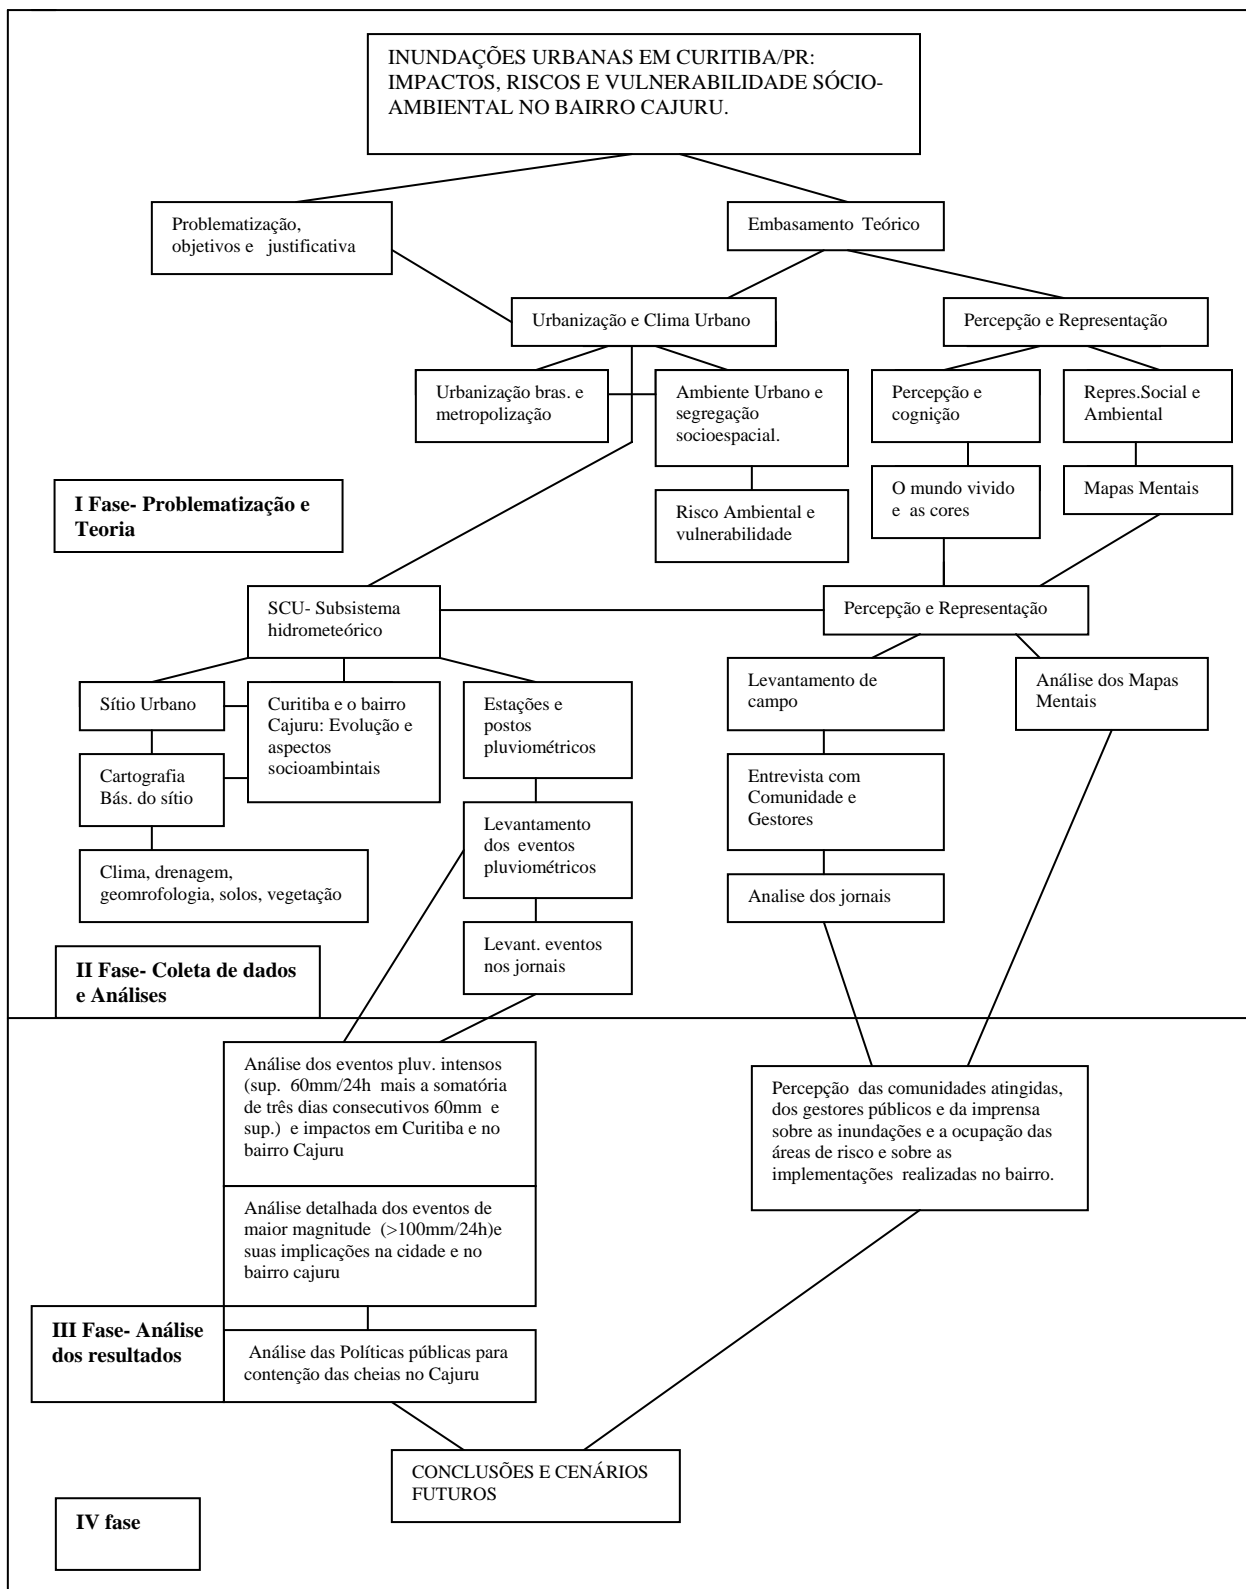 INUNDAÇÕES URBANAS EM CURITIBA/PR:
IMPACTOS, RISCOS E VULNERABILIDADE SÓCIO-
AMBIENTAL NO BAIRRO CAJURU.
Problematização,
objetivos e justificativa
Embasamento Teórico
Urbanização e Clima Urbano
Percepção e Representação
Urbanização bras. e
metropolização
Ambiente Urbano e
segregação
socioespacial.
Percepção e
cognição
Repres.Social e
Ambiental
I Fase- Problematização e
Teoria
Risco Ambiental e
vulnerabilidade
O mundo vivido
e as cores
Mapas Mentais
SCU- Subsistema
hidrometeórico
Percepção e Representação
Sítio Urbano
Curitiba e o bairro
Cajuru: Evolução e
aspectos
socioambintais
Estações e
postos
pluviométricos
Levantamento de
campo
Análise dos Mapas
Mentais
Cartografia
Bás. do sítio
Levantamento
dos eventos
pluviométricos
Entrevista com
Comunidade e
Gestores
Clima, drenagem,
geomrofologia, solos, vegetação
Analise dos jornais
Levant. eventos
nos jornais
II Fase- Coleta de dados
e Análises
Análise dos eventos pluv. intensos
(sup. 60mm/24h mais a somatória
de três dias consecutivos 60mm e
sup.) e impactos em Curitiba e no
bairro Cajuru
Percepção das comunidades atingidas,
dos gestores públicos e da imprensa
sobre as inundações e a ocupação das
áreas de risco e sobre as
implementações realizadas no bairro.
Análise detalhada dos eventos de
maior magnitude (>100mm/24h)e
suas implicações na cidade e no
bairro cajuru
III Fase- Análise
dos resultados
Análise das Políticas públicas para
contenção das cheias no Cajuru
CONCLUSÕES E CENÁRIOS
FUTUROS
IV fase